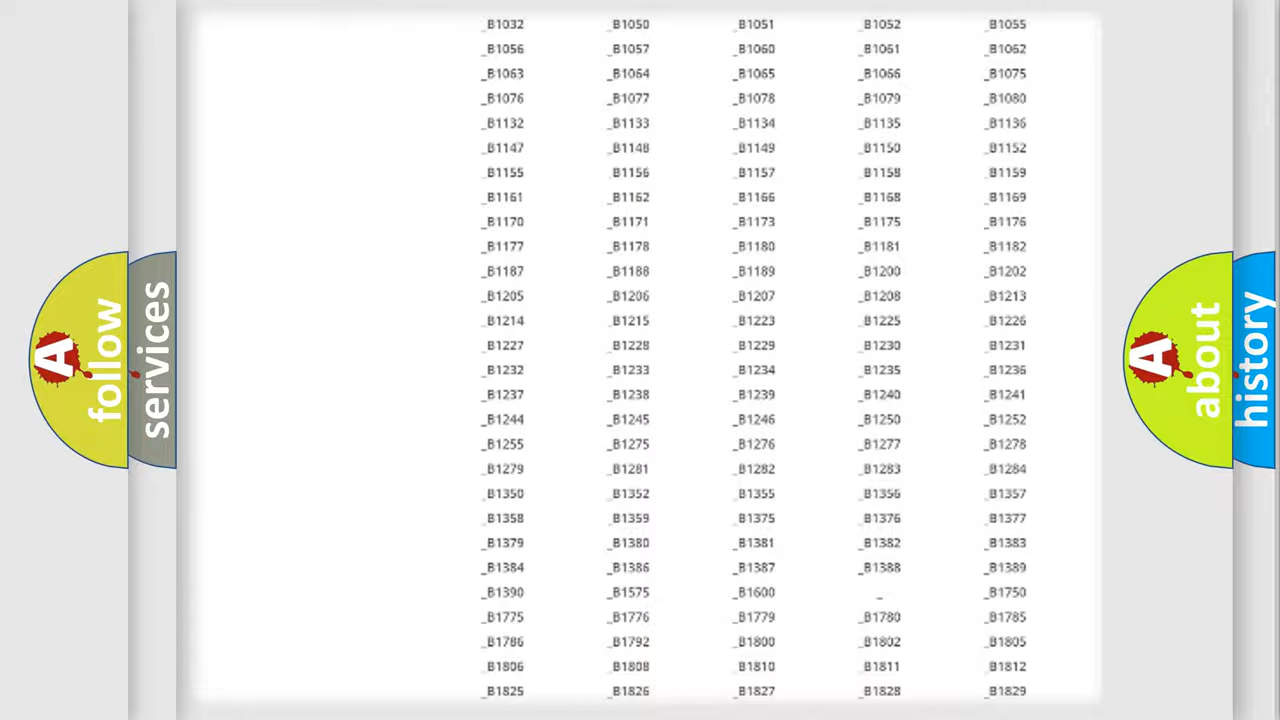 _B1032 _B1050 _B1051 _B1052 _B1055
_B1056 _B1057 _B1060 _B1061 _B1062
_B1063 _B1064 _B1065 _B1066 _B1075
_B1076 _B1077 _B1078 _B1079 _B1080
_B1132 _B1133 _B1134 _B1135 _B1136
_B1147 _B1148 _B1149 _B1150 _B1152
_B1155 _B1156 _B1157 _B1158 _B1159
_B1161 _B1162 _B1166 _B1168 _B1169
_B1170 _B1171 _B1173 _B1175 _B1176
_B1177 _B1178 _B1180 _B1181 _B1182
_B1187 _B1188 _B1189 _B1200 _B1202
_B1205 _B1206 _B1207 _B1208 _B1213
_B1214 _B1215 _B1223 _B1225 _B1226
_B1227 _B1228 _B1229 _B1230 _B1231
_B1232 _B1233 _B1234 _B1235 _B1236
_B1237 _B1238 _B1239 _B1240 _B1241
_B1244 _B1245 _B1246 _B1250 _B1252
_B1255 _B1275 _B1276 _B1277 _B1278
_B1279 _B1281 _B1282 _B1283 _B1284
_B1350 _B1352 _B1355 _B1356 _B1357
_B1358 _B1359 _B1375 _B1376 _B1377
_B1379 _B1380 _B1381 _B1382 _B1383
_B1384 _B1386 _B1387 _B1388 _B1389
_B1390 _B1575 _B1600 _ _B1750
_B1775 _B1776 _B1779 _B1780 _B1785
_B1786 _B1792 _B1800 _B1802 _B1805
_B1806 _B1808 _B1810 _B1811 _B1812
_B1825 _B1826 _B1827 _B1828 _B1829
A
follow
services
A
about
history